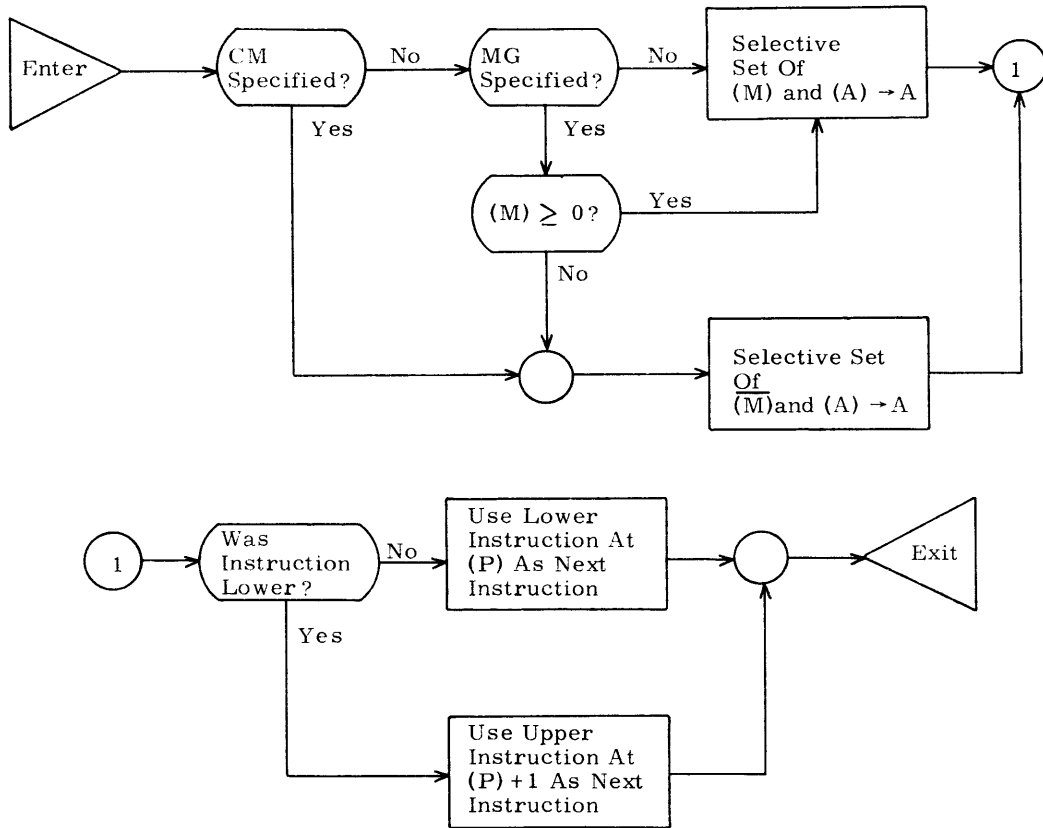 Enter
CM
Specified?
No
MG
Specified?
No
Selective
Set Of
(M) and (A) → A
1
Yes
Yes
(M) ≥ 0?
Yes
No
Selective Set
Of
(M̅)and (A) → A
1
Was
Instruction
Lower?
No
Use Lower
Instruction At
(P) As Next
Instruction
Exit
Yes
Use Upper
Instruction At
(P)+1 As Next
Instruction